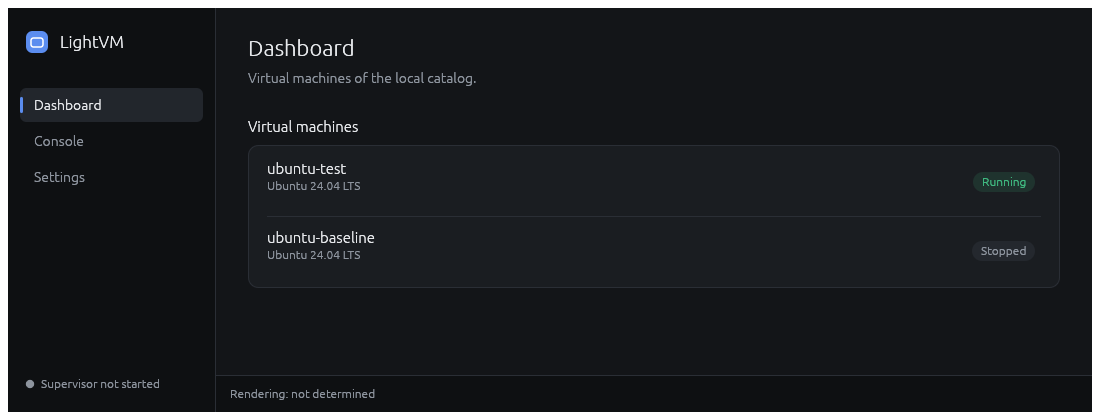 LightVM
Dashboard
Console
Settings
Supervisor not started
Dashboard
Virtual machines of the local catalog.
Virtual machines
ubuntu-test
Ubuntu 24.04 LTS
Running
ubuntu-baseline
Ubuntu 24.04 LTS
Stopped
Rendering: not determined